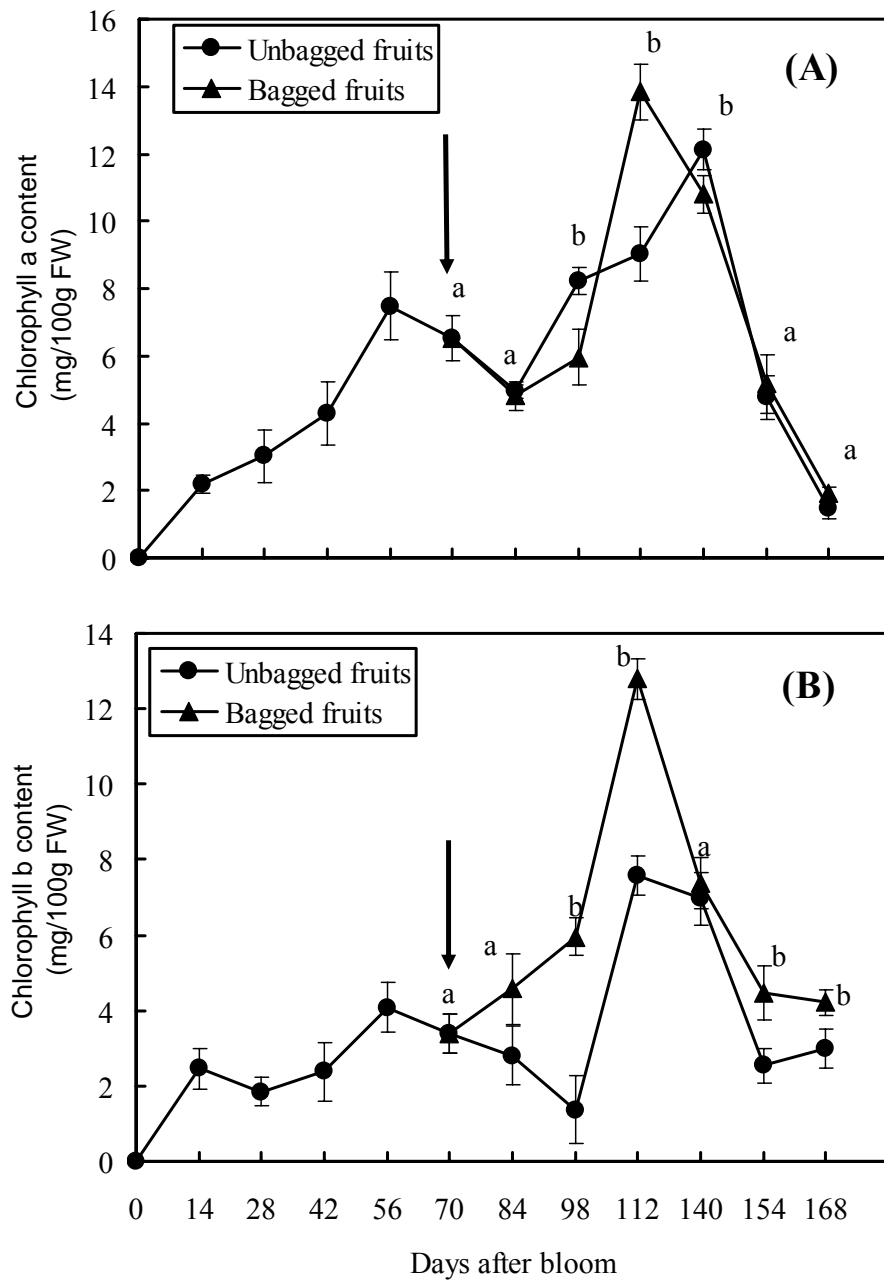 16
14
12
10
8
6
4
2
0
Chlorophyll a content
(mg/100g FW)
Unbagged fruits
Bagged fruits
(A)
a
a
b
b
b
a
a
14
12
10
8
6
4
2
0
Chlorophyll b content
(mg/100g FW)
Unbagged fruits
Bagged fruits
(B)
a
a
b
b
a
b
b
0 14 28 42 56 70 84 98 112 140 154 168
Days after bloom